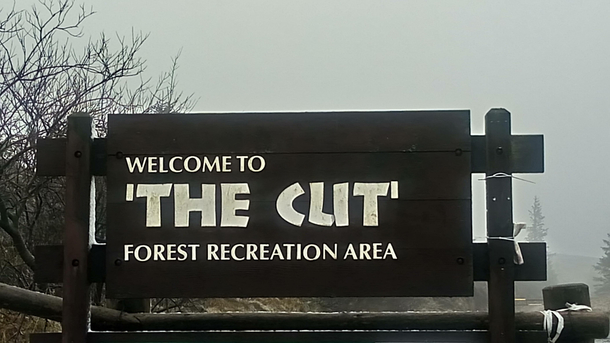 WELCOME TO
'THE CUT'
FOREST RECREATION AREA